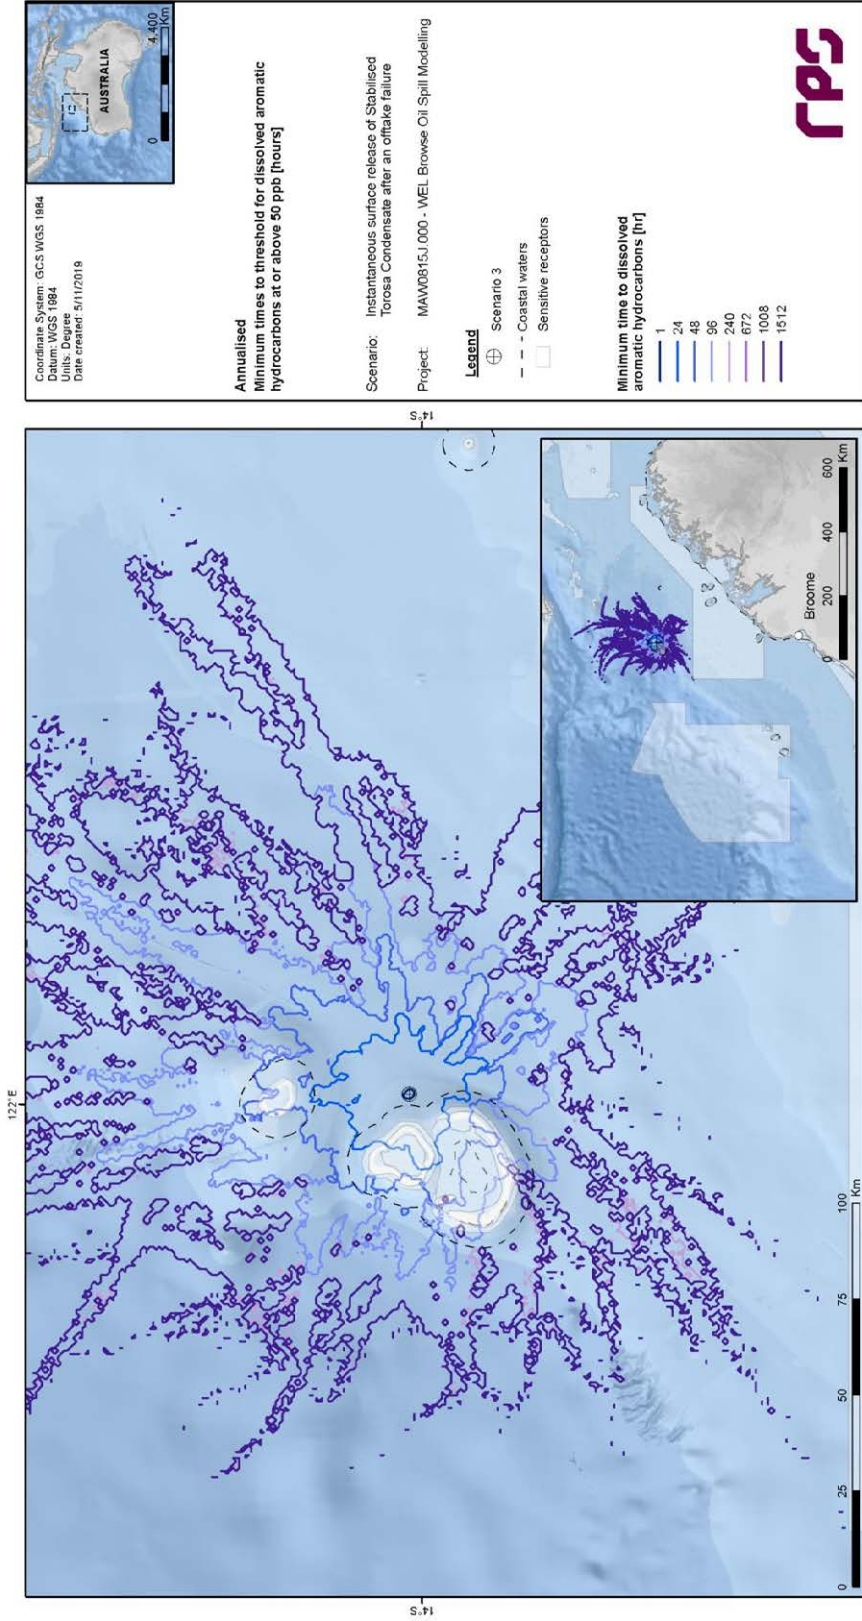 122°E
14°S
14°S
0 25 50 75 100 Km
Broome
0 200 400 600 Km
AUSTRALIA
0 4,400 Km
Coordinate System: GCS WGS 1984
Datum: WGS 1984
Units: Degree
Date created: 5/11/2019
Annualised
Minimum times to threshold for dissolved aromatic
hydrocarbons at or above 50 ppb [hours]
Scenario: Instantaneous surface release of Stabilised
Torosa Condensate after an offtake failure
Project: MAW0815J.000 - WEL Browse Oil Spill Modelling
Legend
Scenario 3
Coastal waters
Sensitive receptors
Minimum time to dissolved
aromatic hydrocarbons [hr]
1
24
48
96
240
672
1008
1512
rps